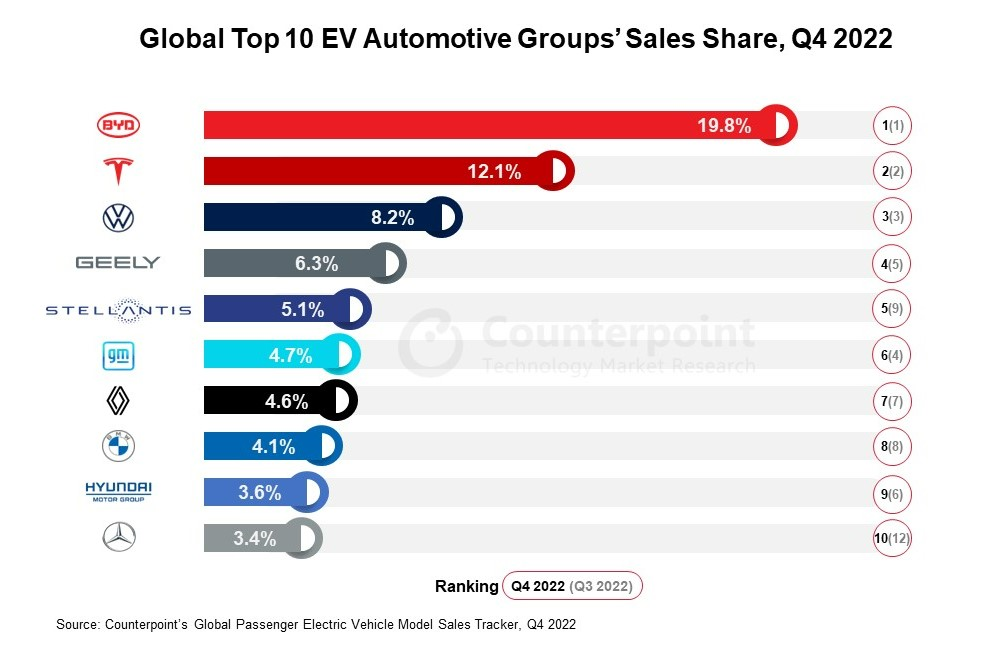 Global Top 10 EV Automotive Groups' Sales Share, Q4 2022
BYD 19.8% 1(1)
12.1% 2(2)
VW 8.2% 3(3)
GEELY 6.3% 4(5)
STELLANTIS 5.1% 5(9)
Counterpoint
Technology Market Research
gm 4.7% 6(4)
4.6% 7(7)
BMW 4.1% 8(8)
HYUNDAI
MOTOR GROUP 3.6% 9(6)
3.4% 10(12)
Ranking Q4 2022 (Q3 2022)
Source: Counterpoint's Global Passenger Electric Vehicle Model Sales Tracker, Q4 2022